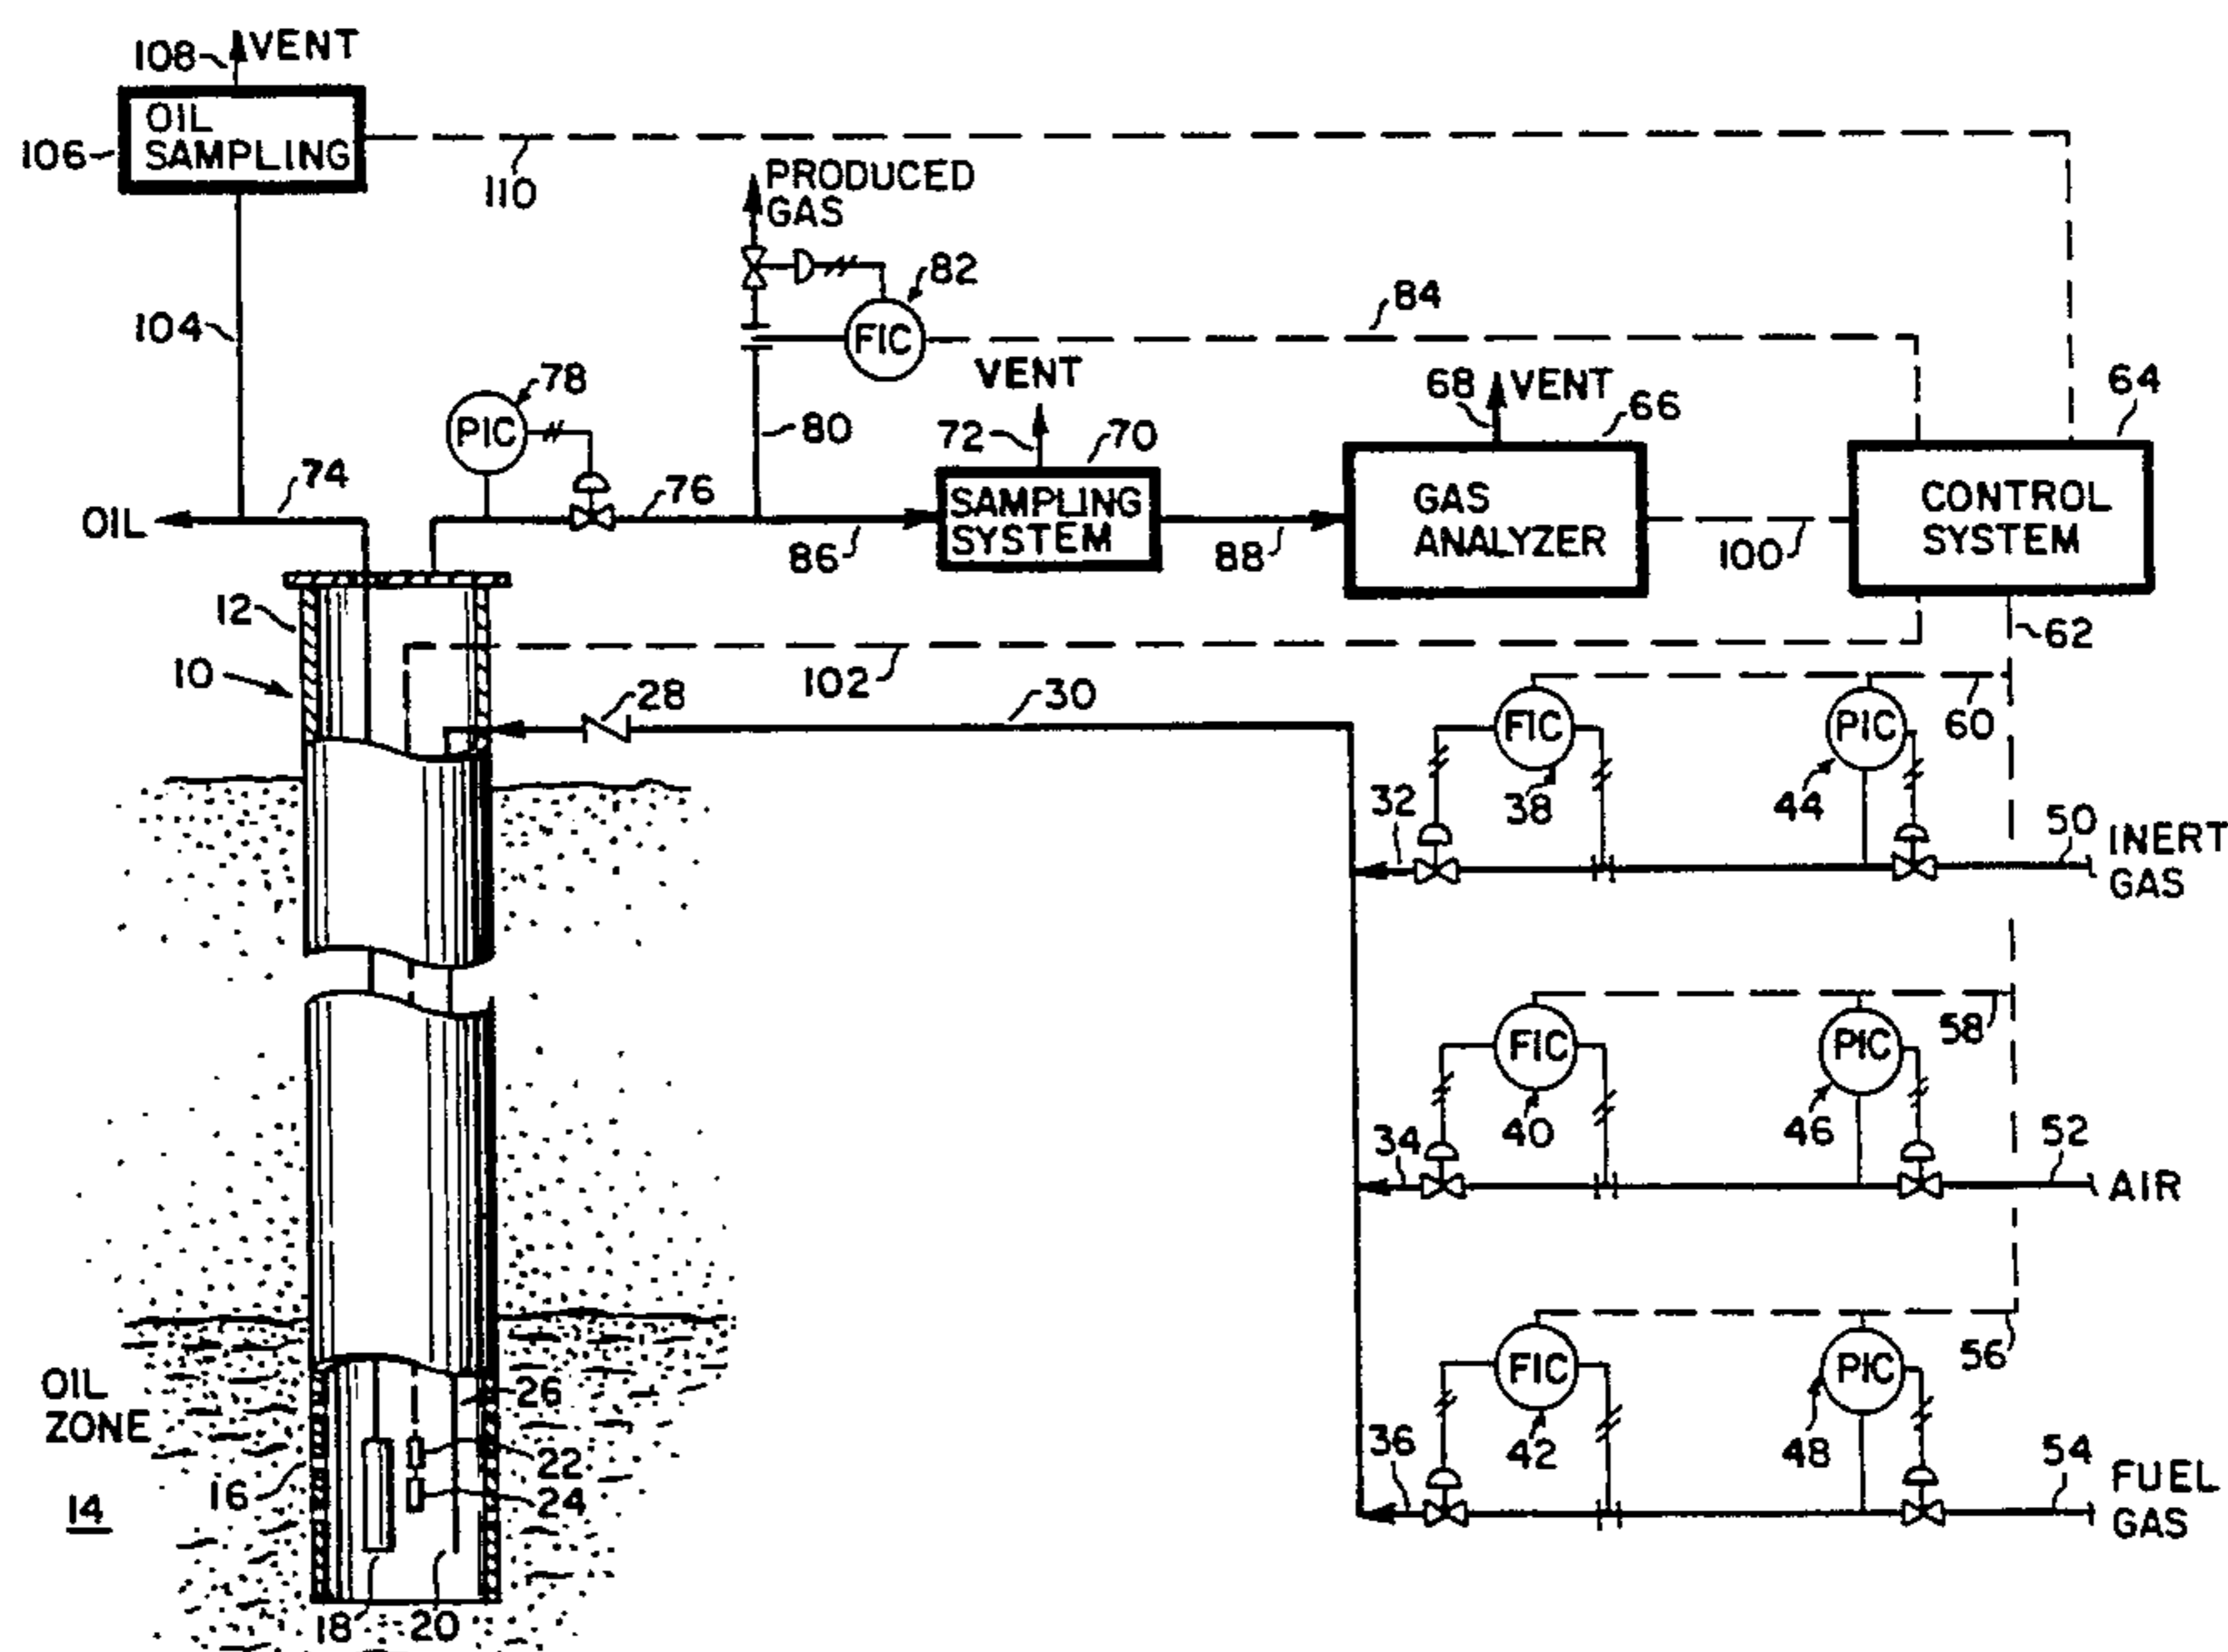 108
VENT
OIL
SAMPLING
106
110
PRODUCED
GAS
82
FIC
84
104
78
PIC
VENT
68
VENT
66
64
80
72
70
74
76
OIL
SAMPLING
SYSTEM
GAS
ANALYZER
CONTROL
SYSTEM
86
88
100
12
62
10
102
28
30
FIC
PIC
60
32
38
44
50
INERT
GAS
FIC
PIC
58
34
40
46
52
AIR
FIC
PIC
56
OIL
ZONE
26
36
42
48
54
FUEL
GAS
22
16
24
14
18
20